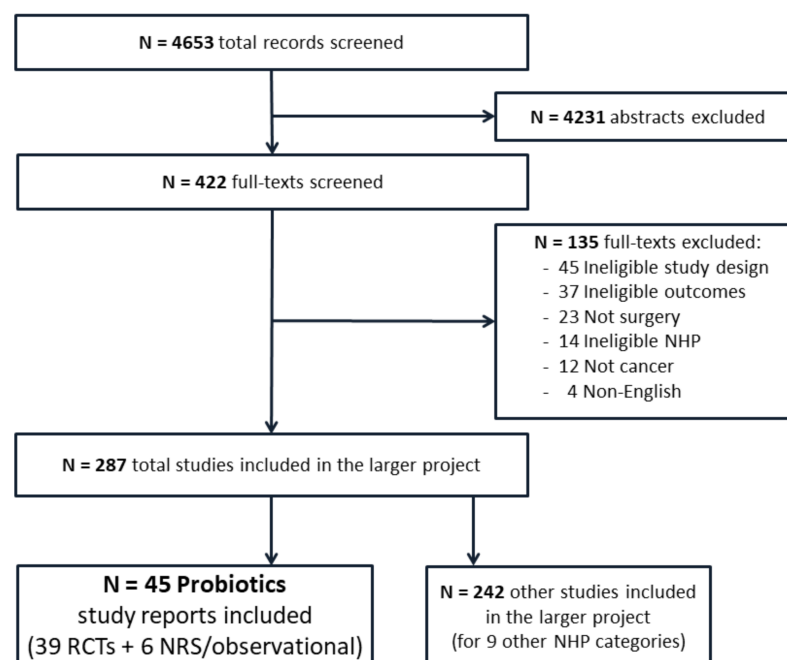 N = 4653 total records screened
N = 4231 abstracts excluded
N = 422 full-texts screened
N = 135 full-texts excluded:
- 45 Ineligible study design
- 37 Ineligible outcomes
- 23 Not surgery
- 14 Ineligible NHP
- 12 Not cancer
- 4 Non-English
N = 287 total studies included in the larger project
N = 45 Probiotics
study reports included
(39 RCTs + 6 NRS/observational)
N = 242 other studies included
in the larger project
(for 9 other NHP categories)